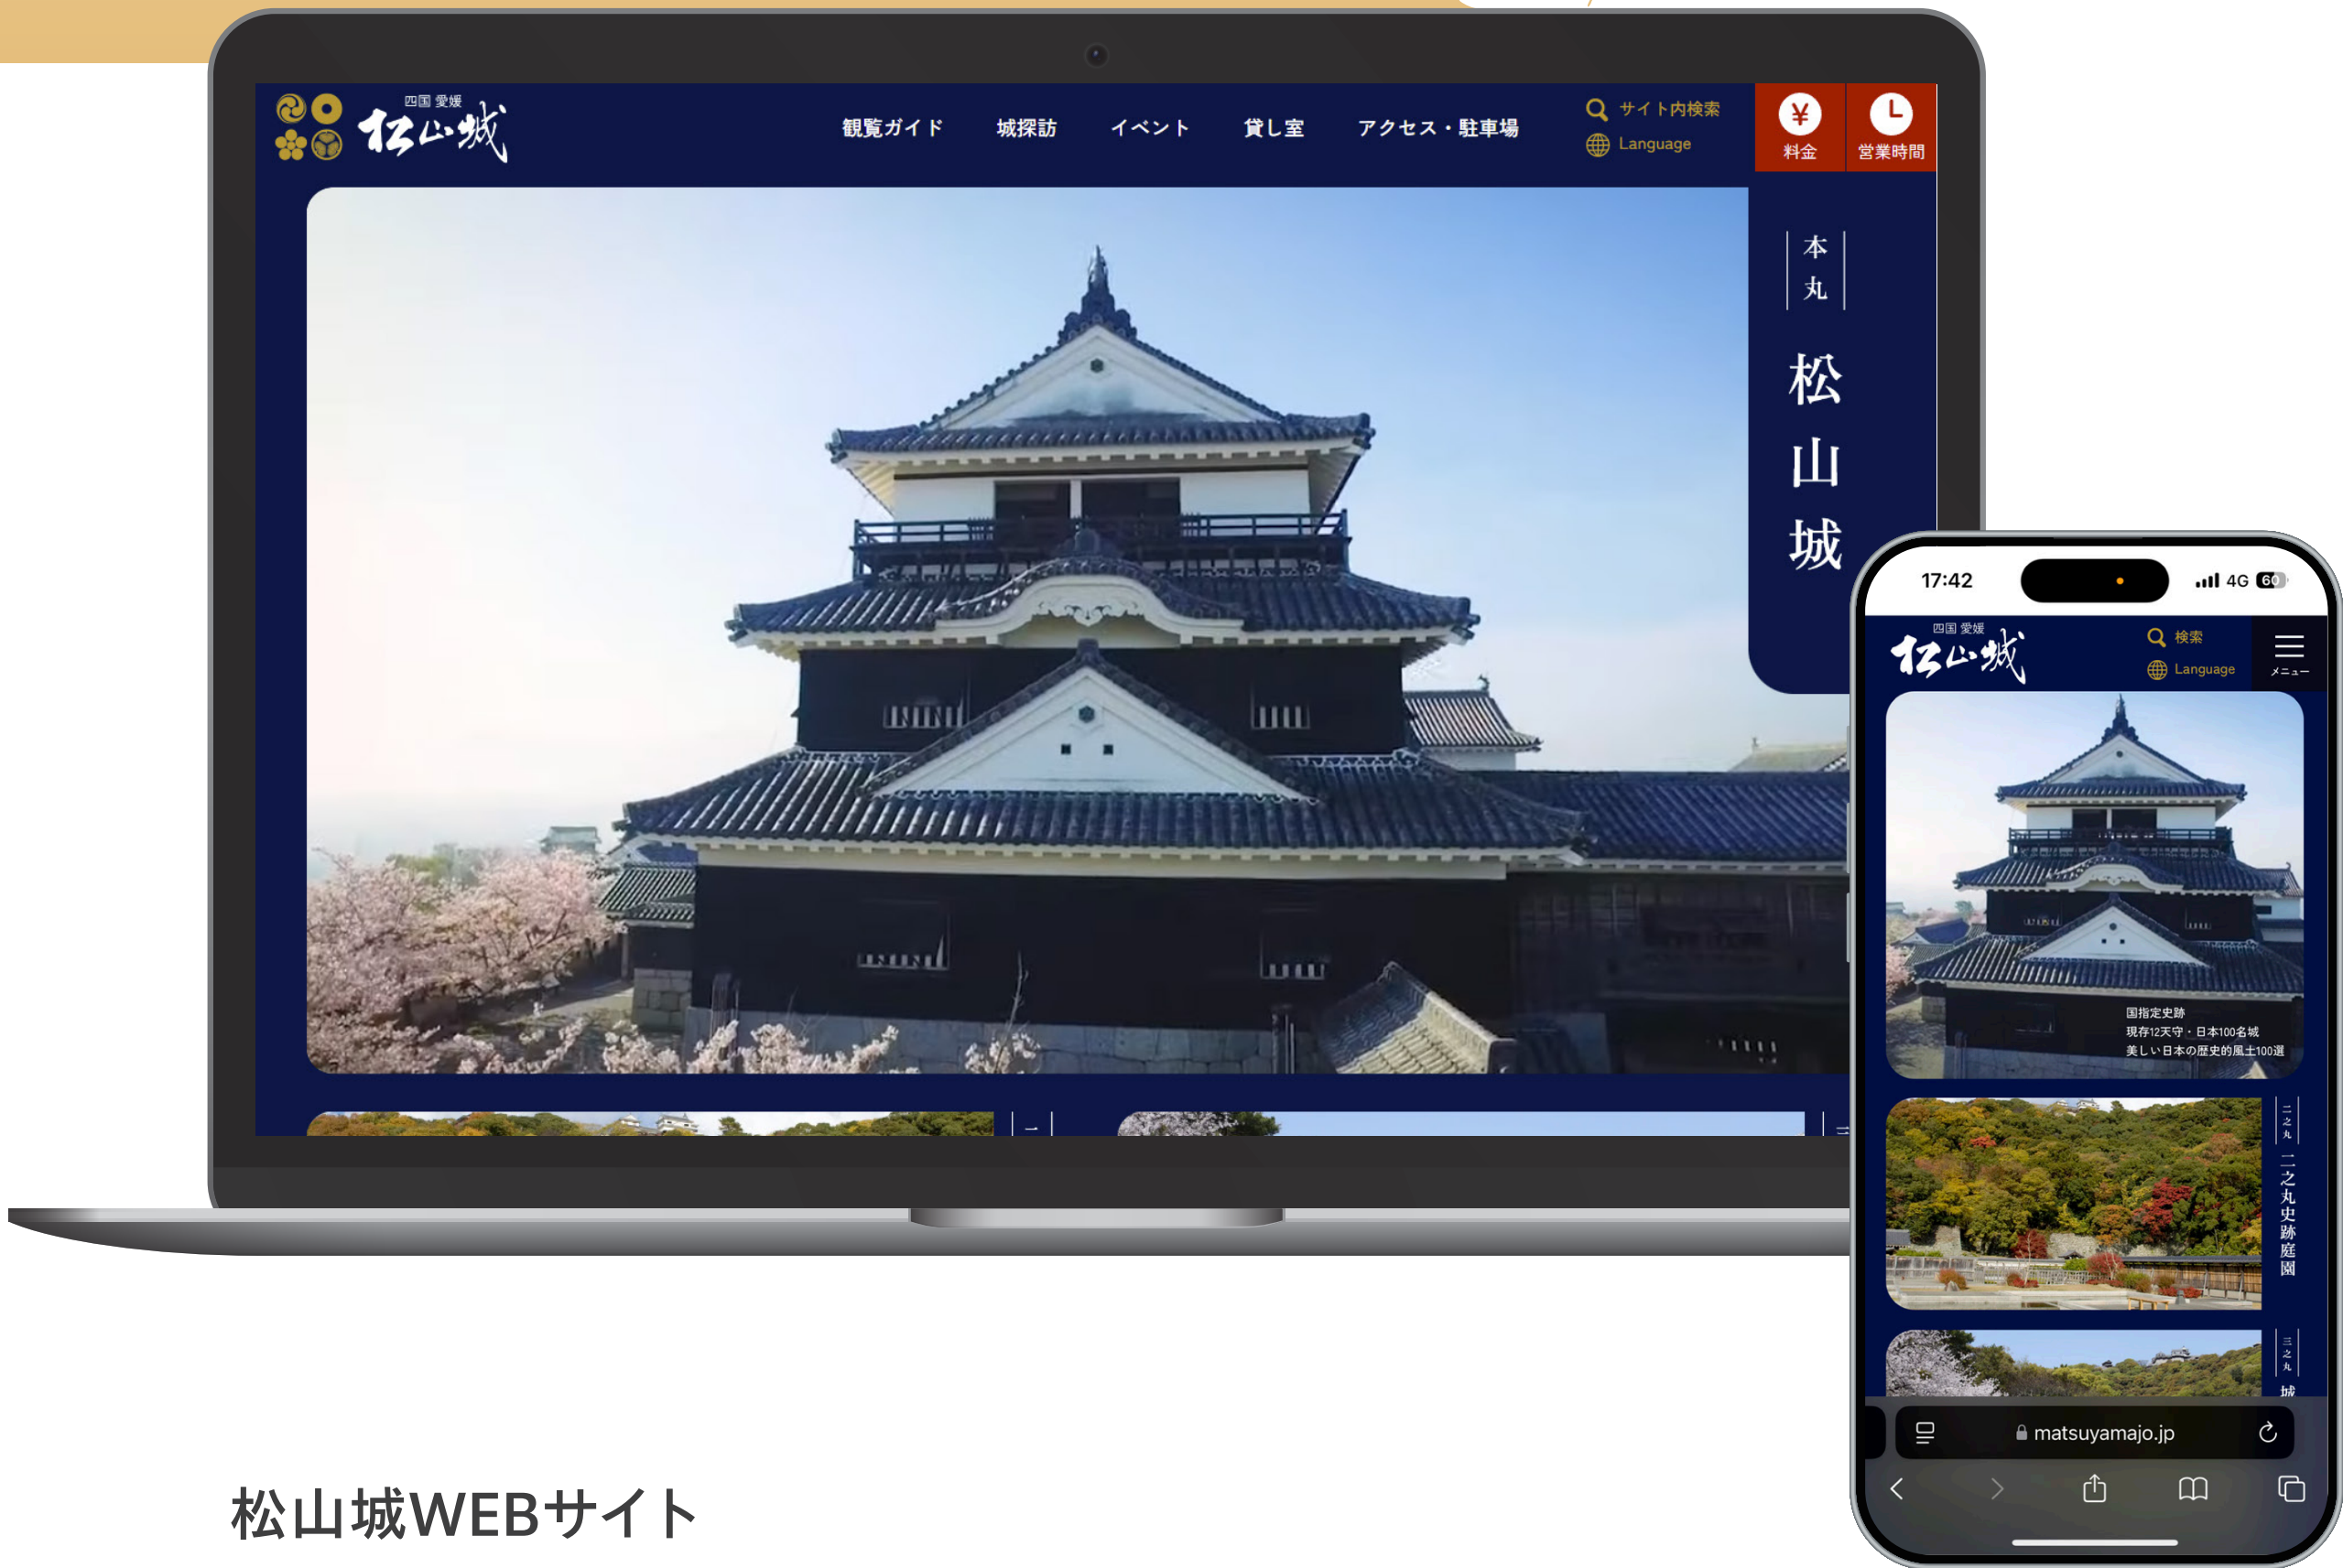 四国 愛媛
松山城
観覧ガイド
城探訪
イベント
貸し室
アクセス・駐車場
サイト内検索
Language
¥
料金
営業時間
本丸
松山城
17:42
4G
60
四国 愛媛
松山城
検索
Language
メニュー
国指定史跡
現存12天守・日本100名城
美しい日本の歴史的風土100選
二之丸
二之丸史跡庭園
三之丸
城
matsuyamajo.jp
松山城WEBサイト